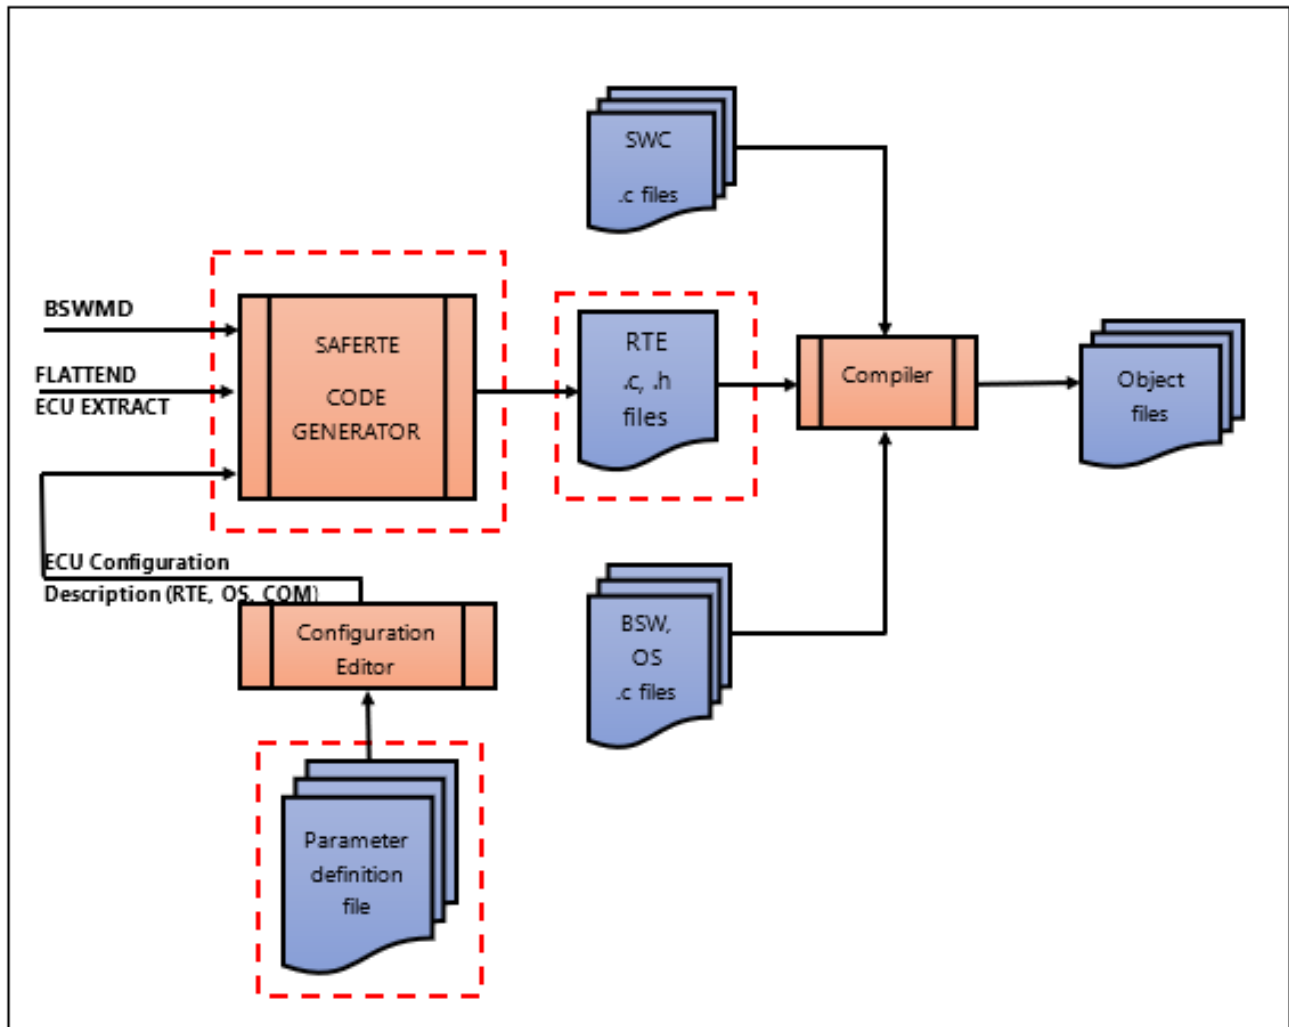 SWC
.c files
BSWMD
FLATTEND
ECU EXTRACT
SAFERTE
CODE
GENERATOR
RTE
.c, .h
files
Compiler
Object
files
ECU Configuration
Description (RTE, OS, COM)
Configuration
Editor
BSW,
OS
.c files
Parameter
definition
file